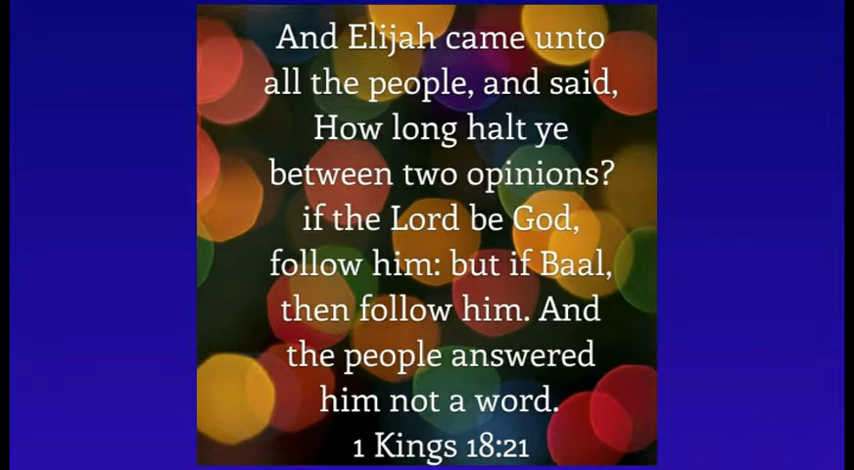 And Elijah came unto
all the people, and said,
How long halt ye
between two opinions?
if the Lord be God,
follow him: but if Baal,
then follow him. And
the people answered
him not a word.
1 Kings 18:21